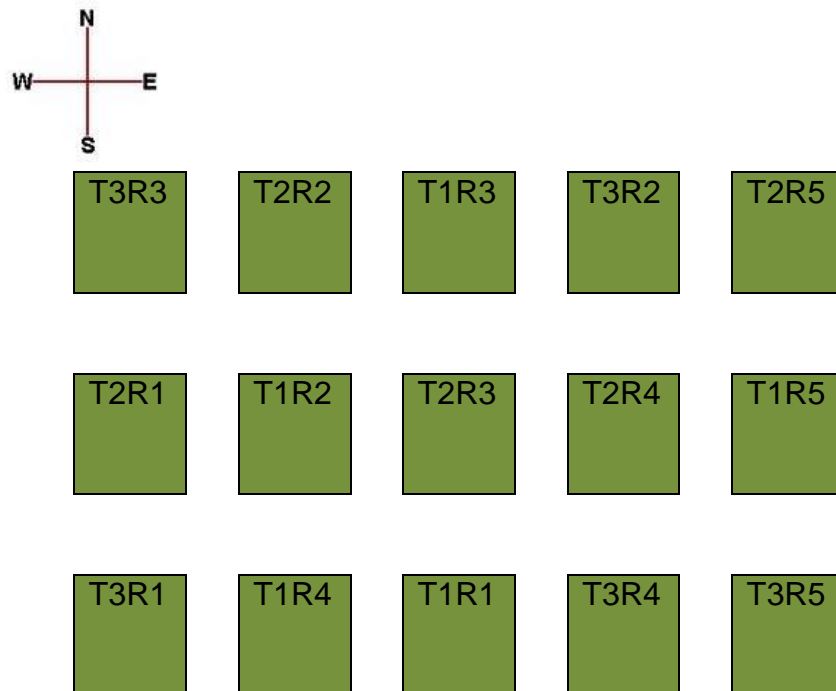 N
W E
S
T3R3 T2R2 T1R3 T3R2 T2R5
T2R1 T1R2 T2R3 T2R4 T1R5
T3R1 T1R4 T1R1 T3R4 T3R5